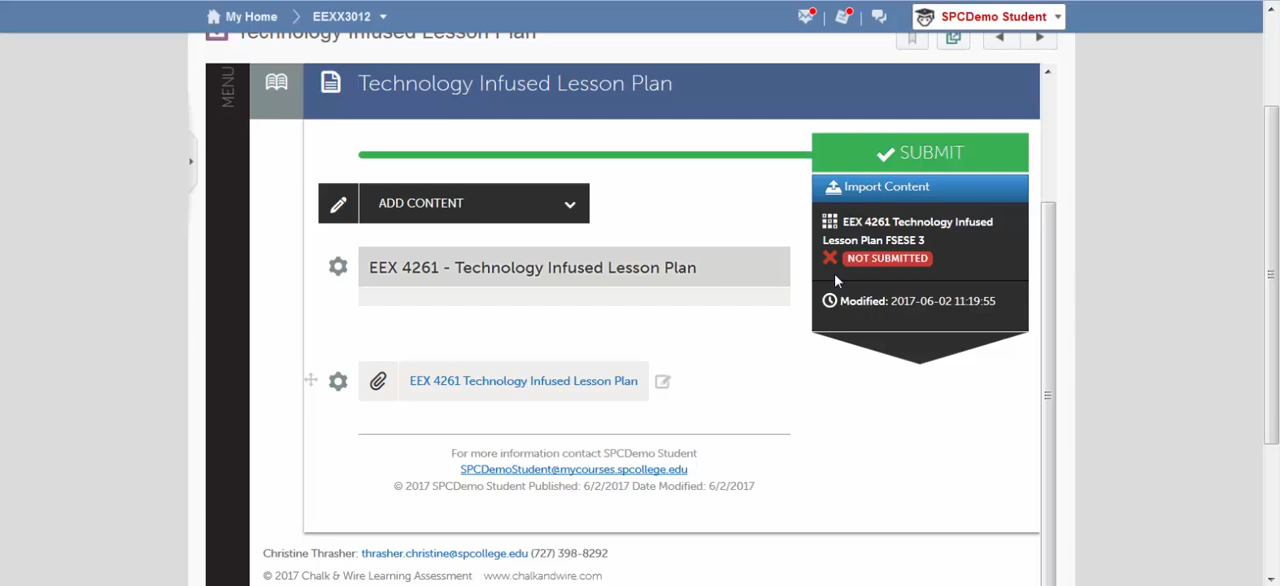 My Home
EEXX3012
SPCDemo Student
Technology Infused Lesson Plan
MENU
Technology Infused Lesson Plan
SUBMIT
Import Content
ADD CONTENT
EEX 4261 Technology Infused
Lesson Plan FSESE 3
NOT SUBMITTED
EEX 4261 - Technology Infused Lesson Plan
Modified: 2017-06-02 11:19:55
EEX 4261 Technology Infused Lesson Plan
For more information contact SPCDemo Student
SPCDemoStudent@mycourses.spcollege.edu
© 2017 SPCDemo Student Published: 6/2/2017 Date Modified: 6/2/2017
Christine Thrasher: thrasher.christine@spcollege.edu (727) 398-8292
© 2017 Chalk & Wire Learning Assessment www.chalkandwire.com